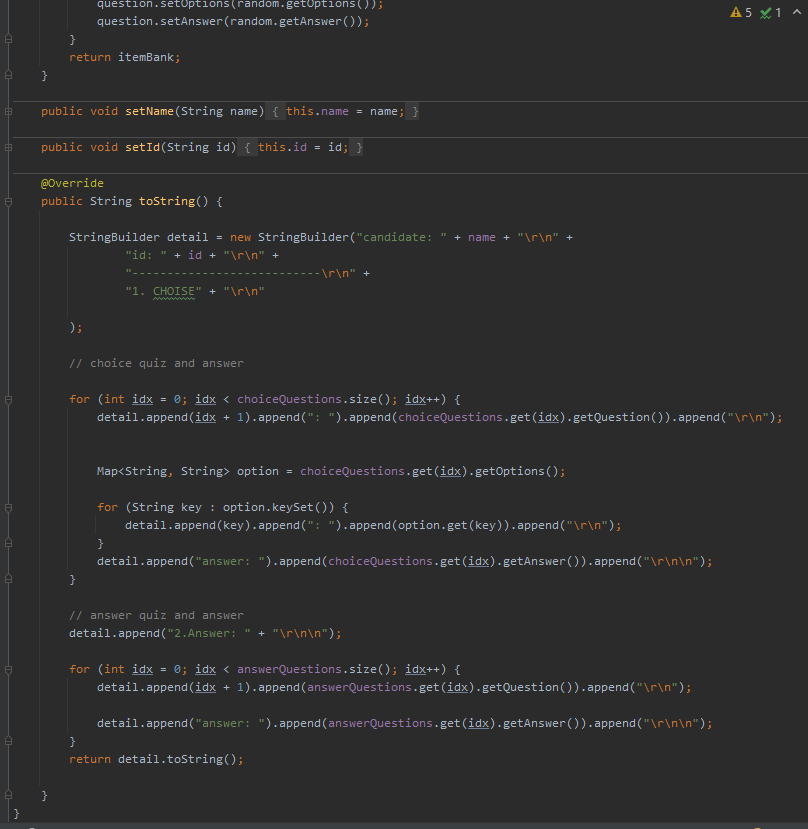 question.setOptions(random.getOptions());
question.setAnswer(random.getAnswer());
}
return itemBank;
}
public void setName(String name) { this.name = name; }
public void setId(String id) { this.id = id; }
@Override
public String toString() {
StringBuilder detail = new StringBuilder("candidate: " + name + "\r\n" +
"id: " + id + "\r\n" +
"---------------------------\r\n" +
"1. CHOISE" + "\r\n"
);
// choice quiz and answer
for (int idx = 0; idx < choiceQuestions.size(); idx++) {
detail.append(idx + 1).append(": ").append(choiceQuestions.get(idx).getQuestion()).append("\r\n");
Map<String, String> option = choiceQuestions.get(idx).getOptions();
for (String key : option.keySet()) {
detail.append(key).append(": ").append(option.get(key)).append("\r\n");
}
detail.append("answer: ").append(choiceQuestions.get(idx).getAnswer()).append("\r\n\n");
}
// answer quiz and answer
detail.append("2.Answer: " + "\r\n\n");
for (int idx = 0; idx < answerQuestions.size(); idx++) {
detail.append(idx + 1).append(answerQuestions.get(idx).getQuestion()).append("\r\n");
detail.append("answer: ").append(answerQuestions.get(idx).getAnswer()).append("\r\n\n");
}
return detail.toString();
}
}
5 1